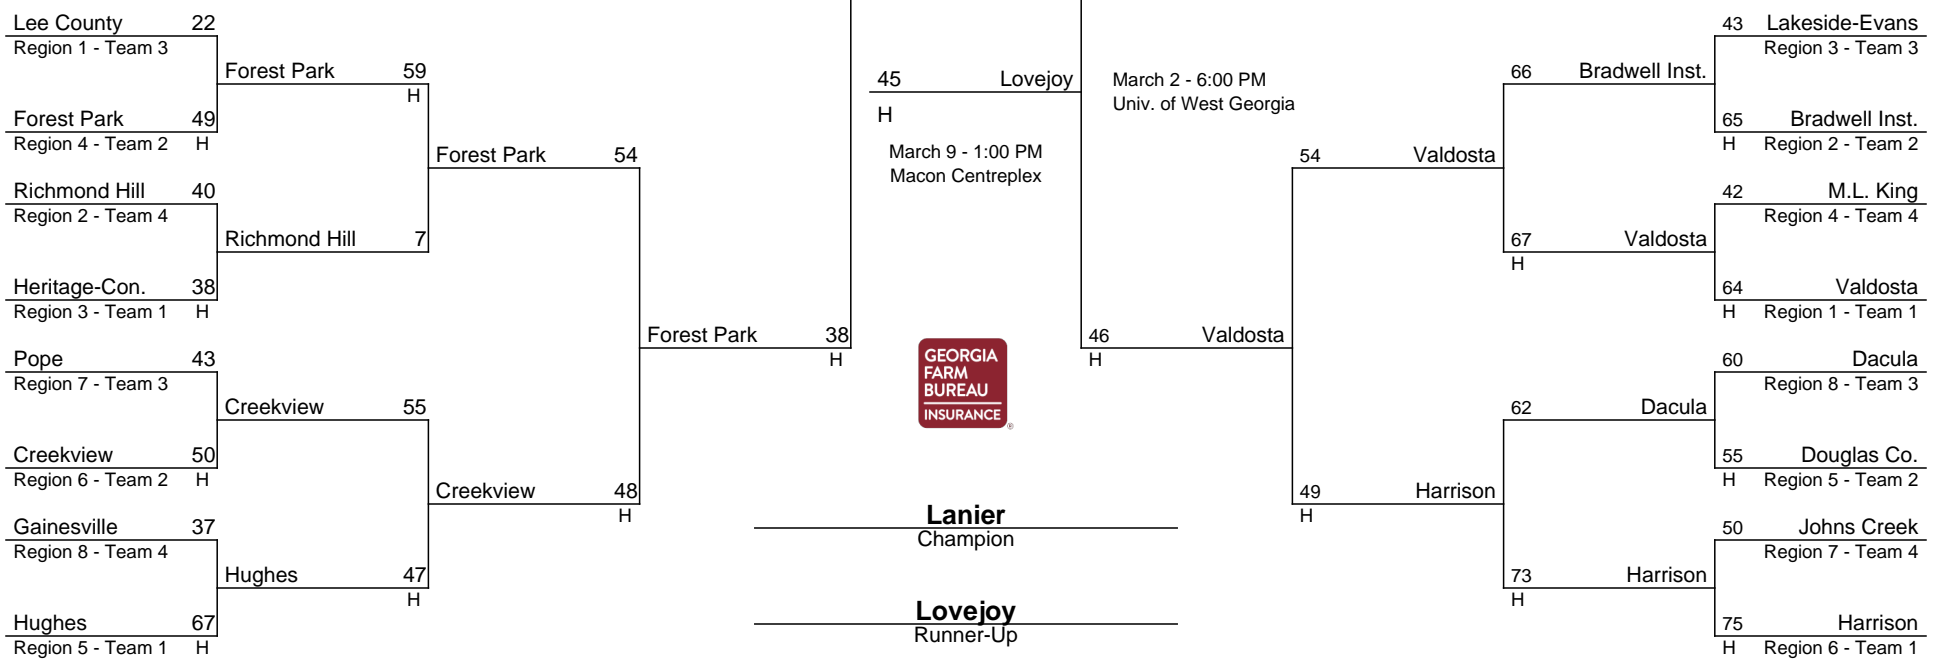 Lee County 22
Region 1 - Team 3
Forest Park 59
H
Forest Park 49
Region 4 - Team 2 H
Forest Park 54
Richmond Hill 40
Region 2 - Team 4
Richmond Hill 7
Heritage-Con. 38
Region 3 - Team 1 H
Forest Park 38
H
Pope 43
Region 7 - Team 3
Creekview 55
Creekview 50
Region 6 - Team 2 H
Creekview 48
H
Gainesville 37
Region 8 - Team 4
Hughes 47
H
Hughes 67
Region 5 - Team 1 H
45 Lovejoy
H
March 9 - 1:00 PM
Macon Centreplex
March 2 - 6:00 PM
Univ. of West Georgia
GEORGIA
FARM
BUREAU
INSURANCE
®
Lanier
Champion
Lovejoy
Runner-Up
46 Valdosta
H
54 Valdosta
49 Harrison
H
66 Bradwell Inst.
67 Valdosta
H
62 Dacula
73 Harrison
H
43 Lakeside-Evans
Region 3 - Team 3
65 Bradwell Inst.
H Region 2 - Team 2
42 M.L. King
Region 4 - Team 4
64 Valdosta
H Region 1 - Team 1
60 Dacula
Region 8 - Team 3
55 Douglas Co.
H Region 5 - Team 2
50 Johns Creek
Region 7 - Team 4
75 Harrison
H Region 6 - Team 1